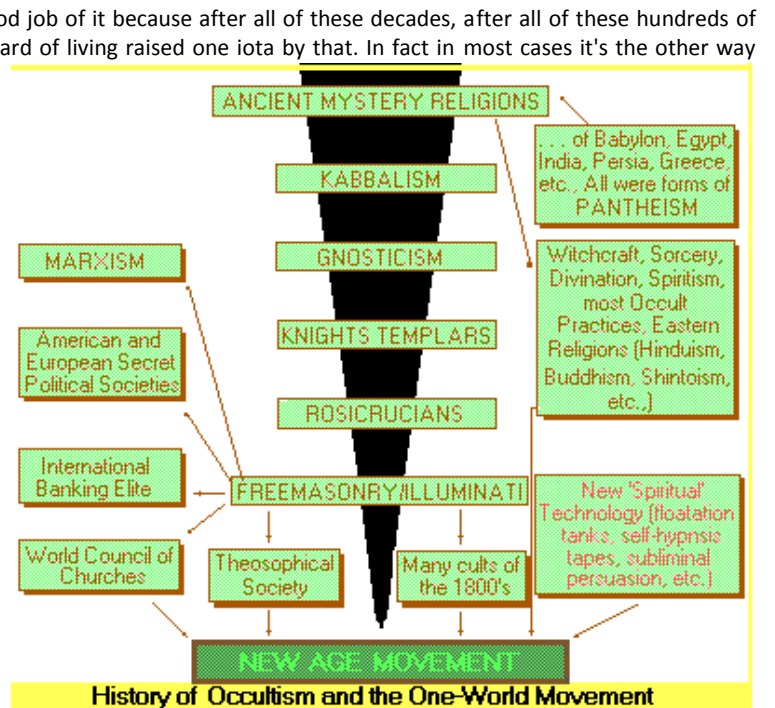 od job of it because after all of these decades, after all of these hundreds of
ard of living raised one iota by that. In fact in most cases it's the other way
ANCIENT MYSTERY RELIGIONS
. . . of Babylon, Egypt,
India, Persia, Greece,
etc., All were forms of
PANTHEISM
KABBALISM
GNOSTICISM
MARXISM
Witchcraft, Sorcery,
Divination, Spiritism,
most Occult
Practices, Eastern
Religions (Hinduism,
Buddhism, Shintoism,
etc.,)
KNIGHTS TEMPLARS
American and
European Secret
Political Societies
ROSICRUCIANS
International
Banking Elite
FREEMASONRY/ILLUMINATI
New 'Spiritual'
Technology (floatation
tanks, self-hypnsis
tapes, subliminal
persuasion, etc.)
World Council of
Churches
Theosophical
Society
Many cults of
the 1800's
NEW AGE MOVEMENT
History of Occultism and the One-World Movement